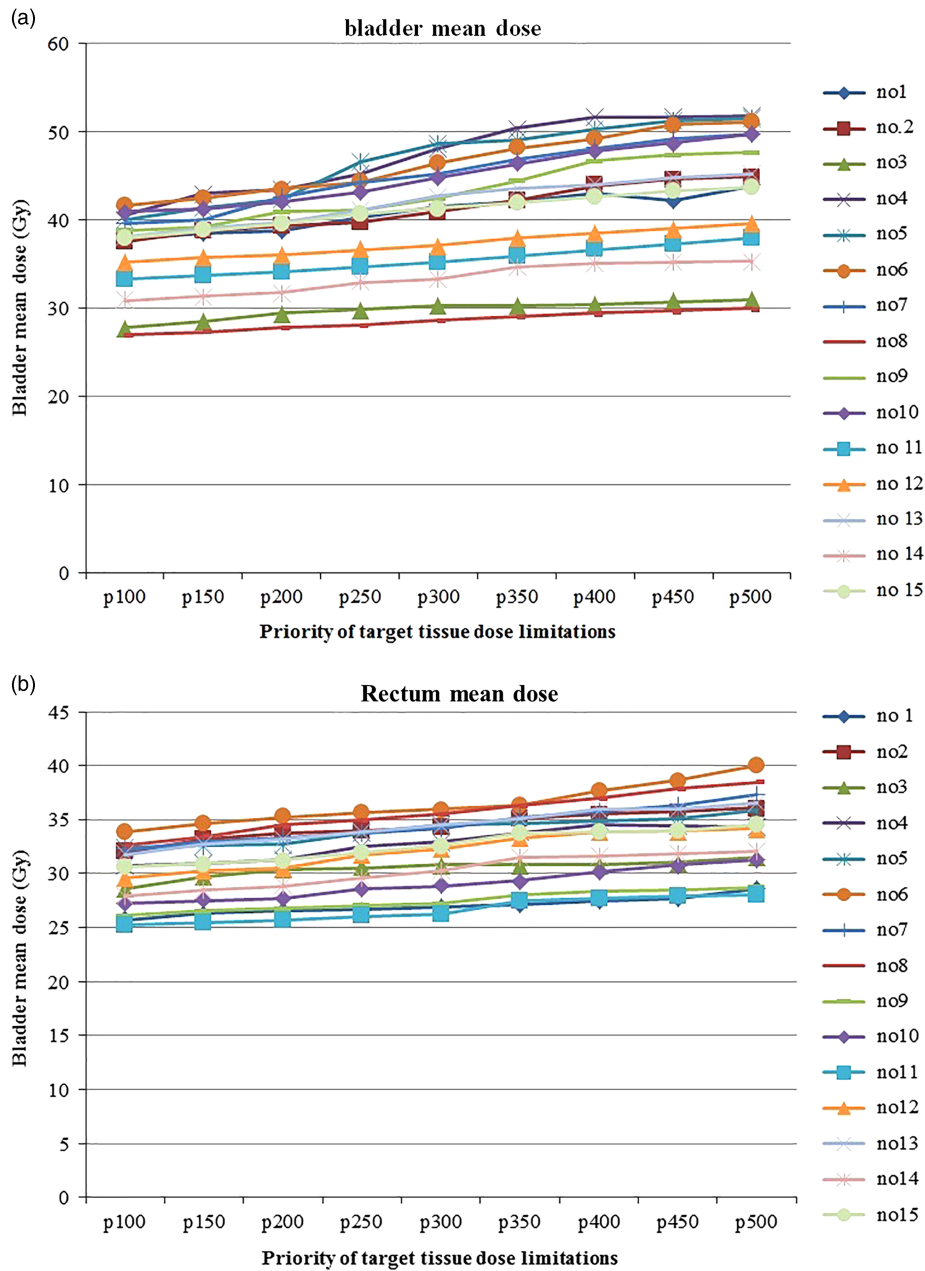 (a)
bladder mean dose
Bladder mean dose (Gy)
60
50
40
30
20
10
0
p100 p150 p200 p250 p300 p350 p400 p450 p500
Priority of target tissue dose limitations
no1
no.2
no3
no4
no5
no6
no7
no8
no9
no10
no 11
no 12
no 13
no 14
no 15
(b)
Rectum mean dose
Bladder mean dose (Gy)
45
40
35
30
25
20
15
10
5
0
p100 p150 p200 p250 p300 p350 p400 p450 p500
Priority of target tissue dose limitations
no 1
no2
no3
no4
no5
no6
no7
no8
no9
no10
no11
no12
no13
no14
no15